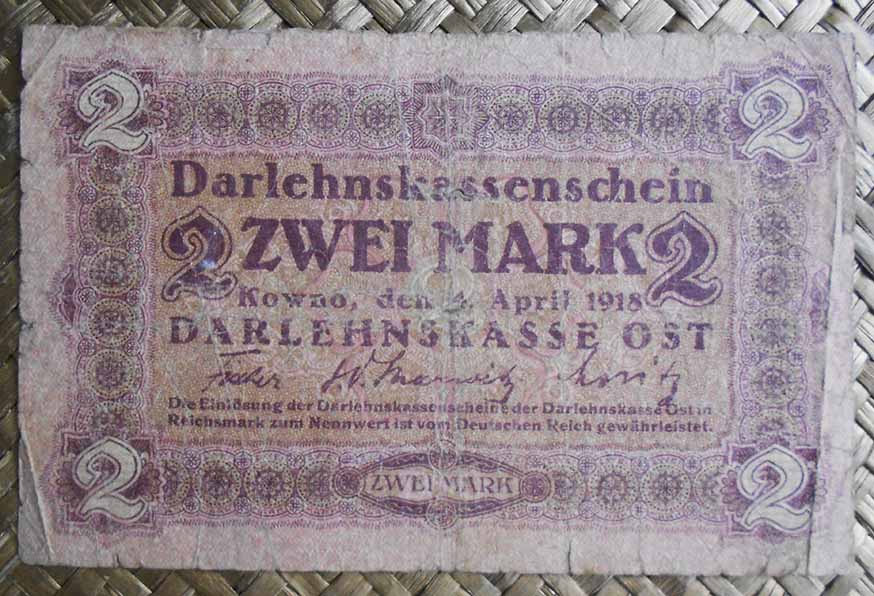 2 2
Darlehnskassenschein
2 ZWEI MARK 2
Kowno, den 4. April 1918
DARLEHNSKASSE OST
Die Einlösung der Darlehnskassenscheine der Darlehnskasse Ost in
Reichsmark zum Nennwert ist vom Deutschen Reich gewährleistet.
2 ZWEI MARK 2